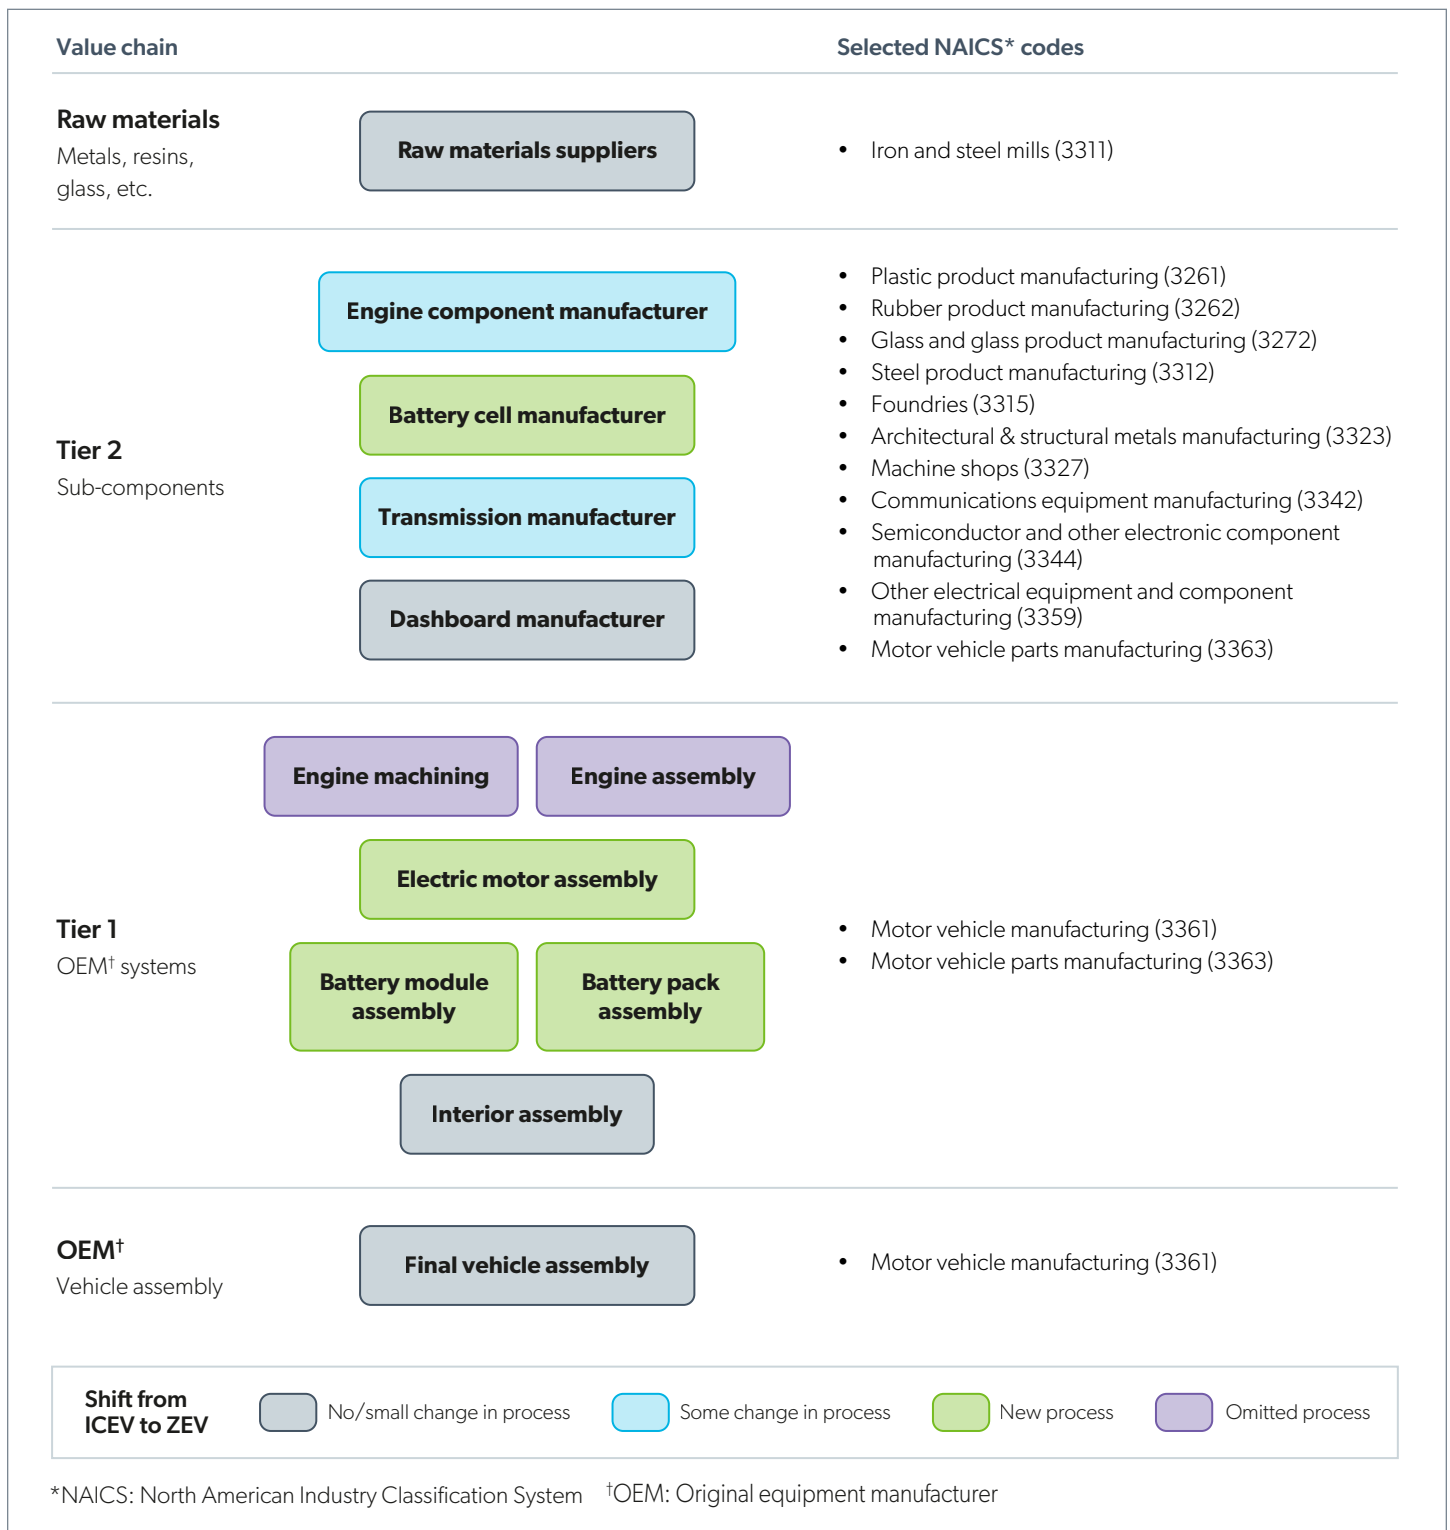 Value chain
Selected NAICS* codes
Raw materials
Metals, resins,
glass, etc.
Raw materials suppliers
• Iron and steel mills (3311)
Tier 2
Sub-components
Engine component manufacturer
Battery cell manufacturer
Transmission manufacturer
Dashboard manufacturer
• Plastic product manufacturing (3261)
• Rubber product manufacturing (3262)
• Glass and glass product manufacturing (3272)
• Steel product manufacturing (3312)
• Foundries (3315)
• Architectural & structural metals manufacturing (3323)
• Machine shops (3327)
• Communications equipment manufacturing (3342)
• Semiconductor and other electronic component
manufacturing (3344)
• Other electrical equipment and component
manufacturing (3359)
• Motor vehicle parts manufacturing (3363)
Tier 1
OEM† systems
Engine machining
Engine assembly
Electric motor assembly
Battery module
assembly
Battery pack
assembly
Interior assembly
• Motor vehicle manufacturing (3361)
• Motor vehicle parts manufacturing (3363)
OEM†
Vehicle assembly
Final vehicle assembly
• Motor vehicle manufacturing (3361)
Shift from
ICEV to ZEV
No/small change in process
Some change in process
New process
Omitted process
*NAICS: North American Industry Classification System †OEM: Original equipment manufacturer